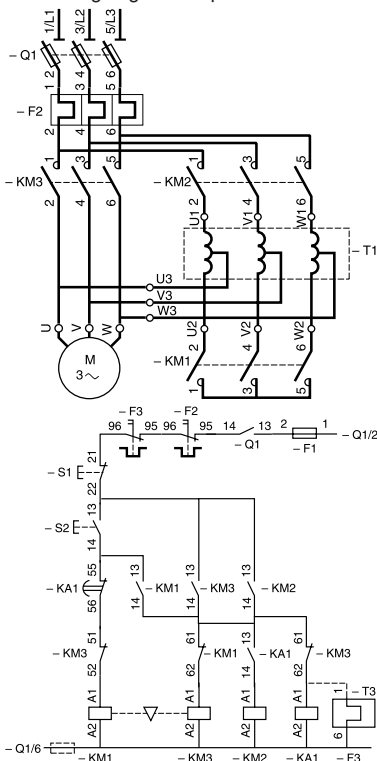 1/L1 3/L2 5/L3
– Q1
2 4 6
1 3 5
– F2
2 4 6
1 3 5 1 3 5
– KM3 – KM2
2 4 6 2 4 6
U1 V1 W1
– T1
U3
V3
W3
U V W U2 V2 W2
M
3~
2 4 6
– KM1
1 3 5
– F3 – F2
96 95 96 95 14 13 2 1 – Q1/2
– Q1 – F1
21
– S1
22
13
– S2
14
55 13 13 13
– KA1 – KM1 – KM3 – KM2
56 14 14 14
51 61 13 61
– KM3 – KM1 – KA1 – KM3
52 62 14 62
– T3
A1 A1 A1 A1 1
A2 A2 A2 A2 6
– Q1/6
– KM1 – KM3 – KM2 – KA1 – F3